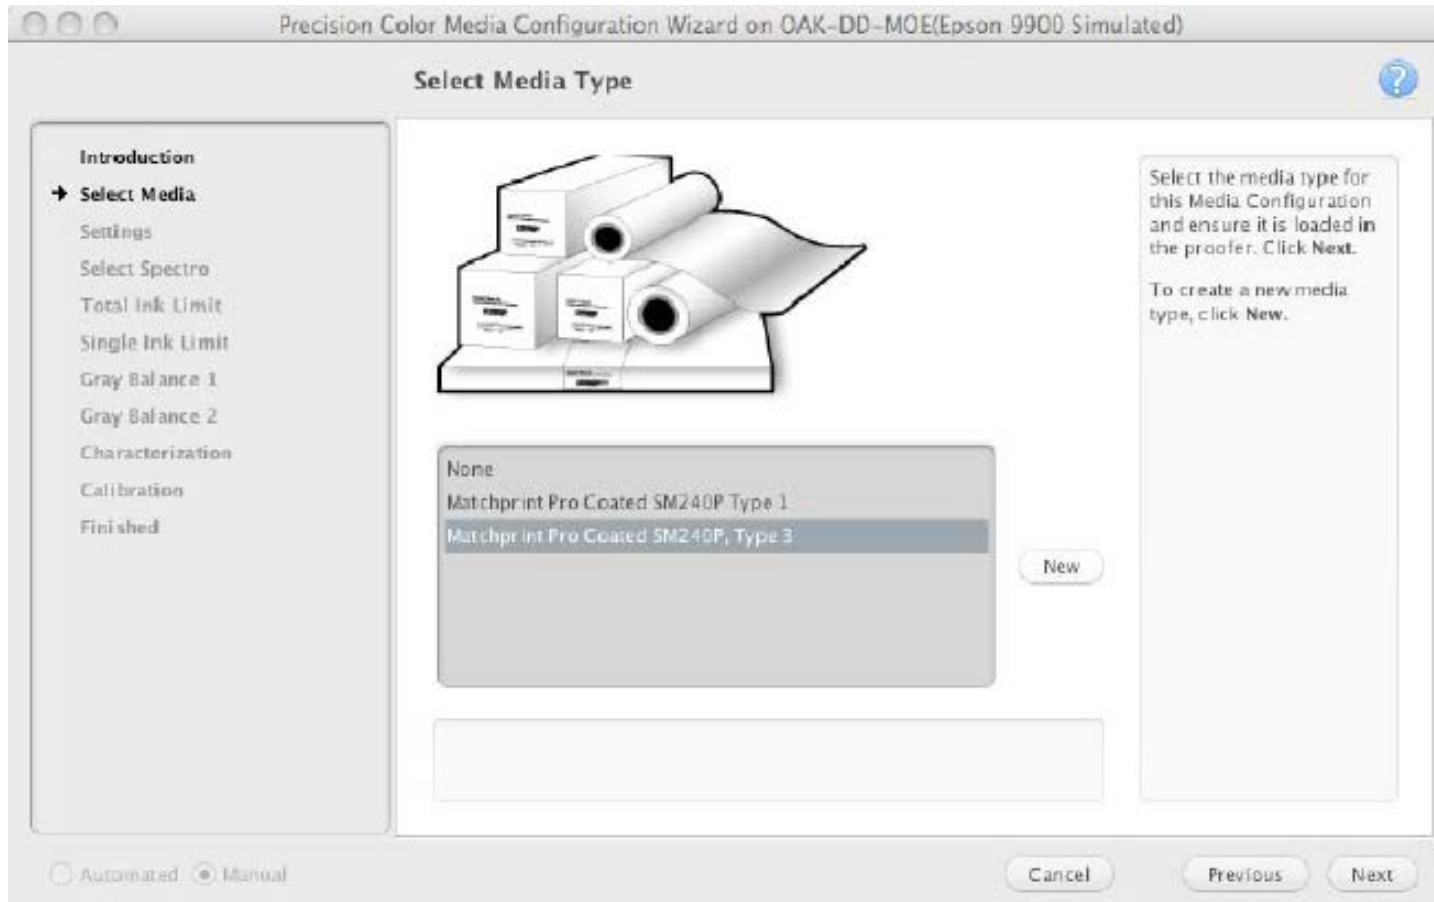 Precision Color Media Configuration Wizard on OAK-DD-MOE(Epson 9900 Simulated)
Select Media Type
?
Introduction
Select Media
Settings
Select Spectro
Total Ink Limit
Single Ink Limit
Gray Balance 1
Gray Balance 2
Characterization
Calibration
Finished
None
Matchprint Pro Coated SM240P Type 1
Matchprint Pro Coated SM240P, Type 3
New
Select the media type for
this Media Configuration
and ensure it is loaded in
the proofer. Click Next.
To create a new media
type, click New.
Automated
Manual
Cancel
Previous
Next